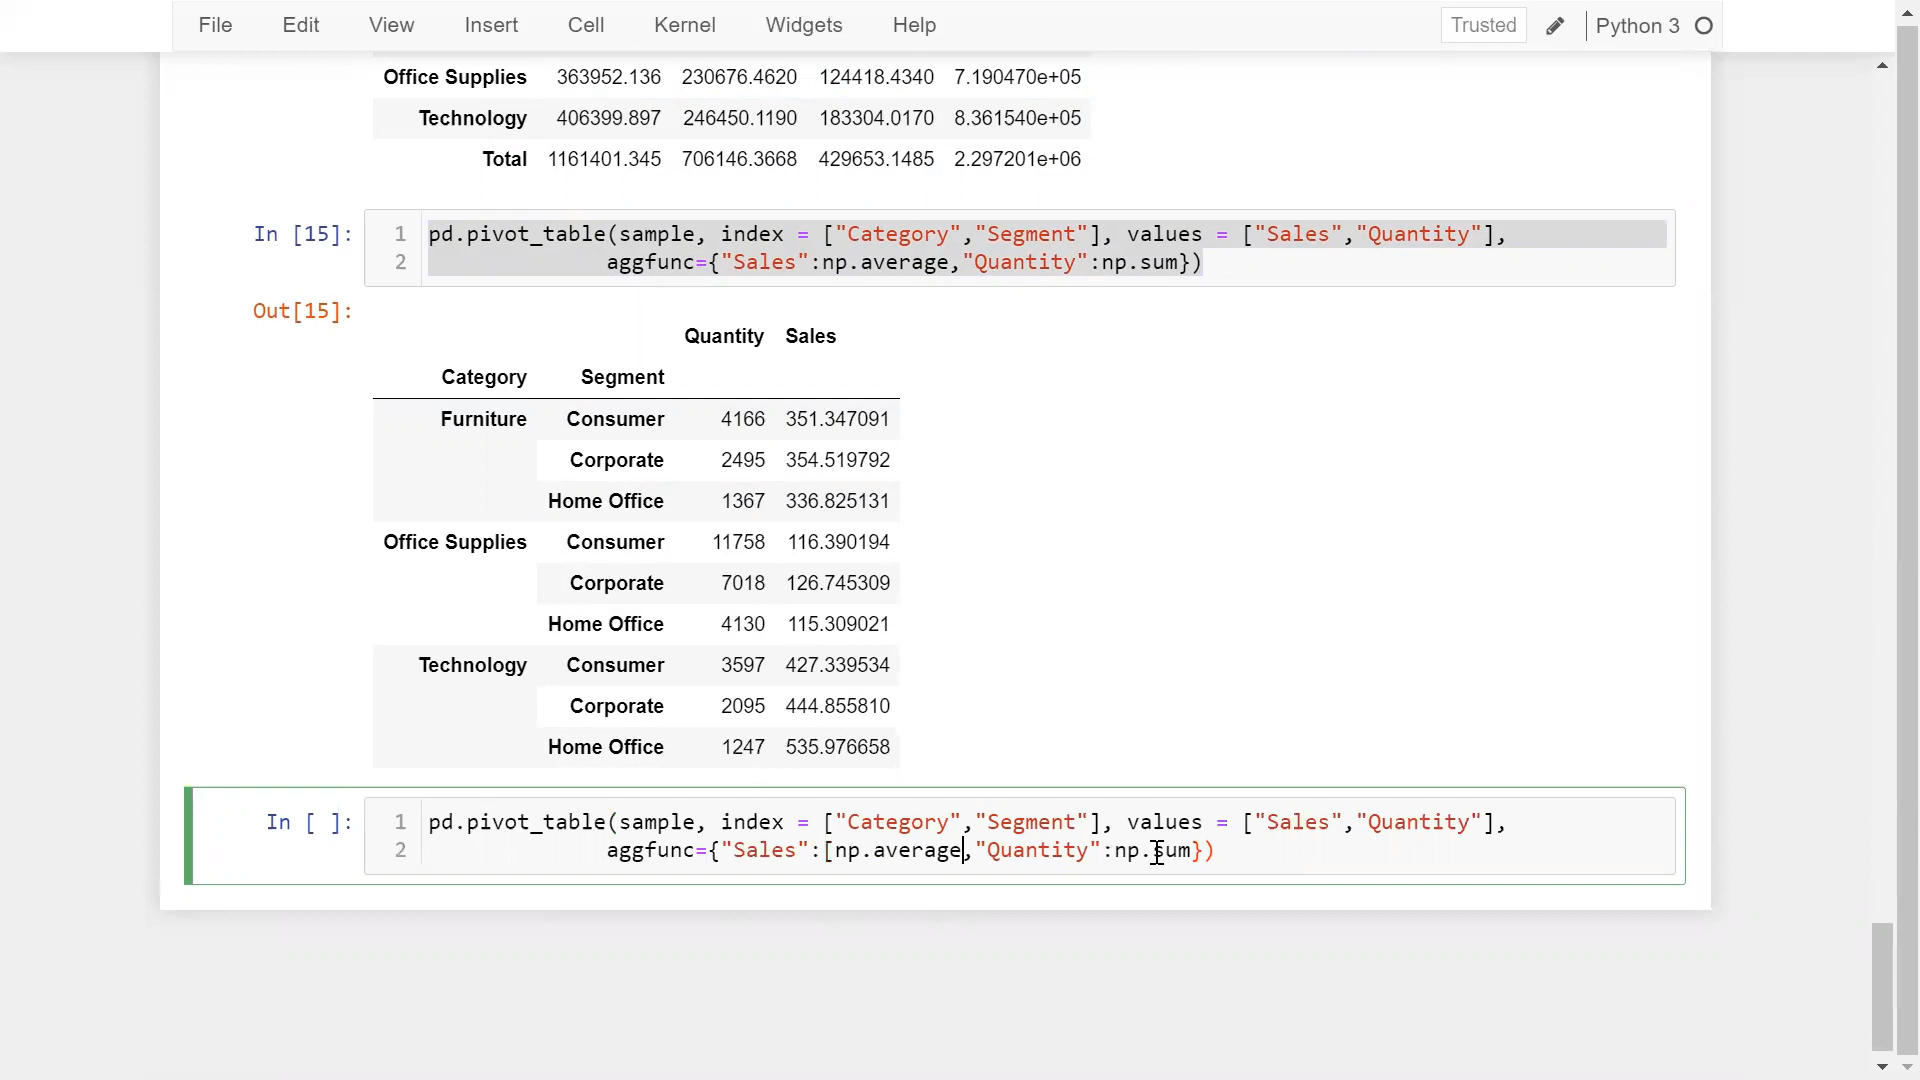 File Edit View Insert Cell Kernel Widgets Help Trusted Python 3
Office Supplies 363952.136 230676.4620 124418.4340 7.190470e+05
Technology 406399.897 246450.1190 183304.0170 8.361540e+05
Total 1161401.345 706146.3668 429653.1485 2.297201e+06
In [15]: 1 pd.pivot_table(sample, index = ["Category","Segment"], values = ["Sales","Quantity"],
2 aggfunc={"Sales":np.average,"Quantity":np.sum})
Out[15]:
Quantity Sales
Category Segment
Furniture Consumer 4166 351.347091
Corporate 2495 354.519792
Home Office 1367 336.825131
Office Supplies Consumer 11758 116.390194
Corporate 7018 126.745309
Home Office 4130 115.309021
Technology Consumer 3597 427.339534
Corporate 2095 444.855810
Home Office 1247 535.976658
In [ ]: 1 pd.pivot_table(sample, index = ["Category","Segment"], values = ["Sales","Quantity"],
2 aggfunc={"Sales":[np.average,"Quantity":np.sum})